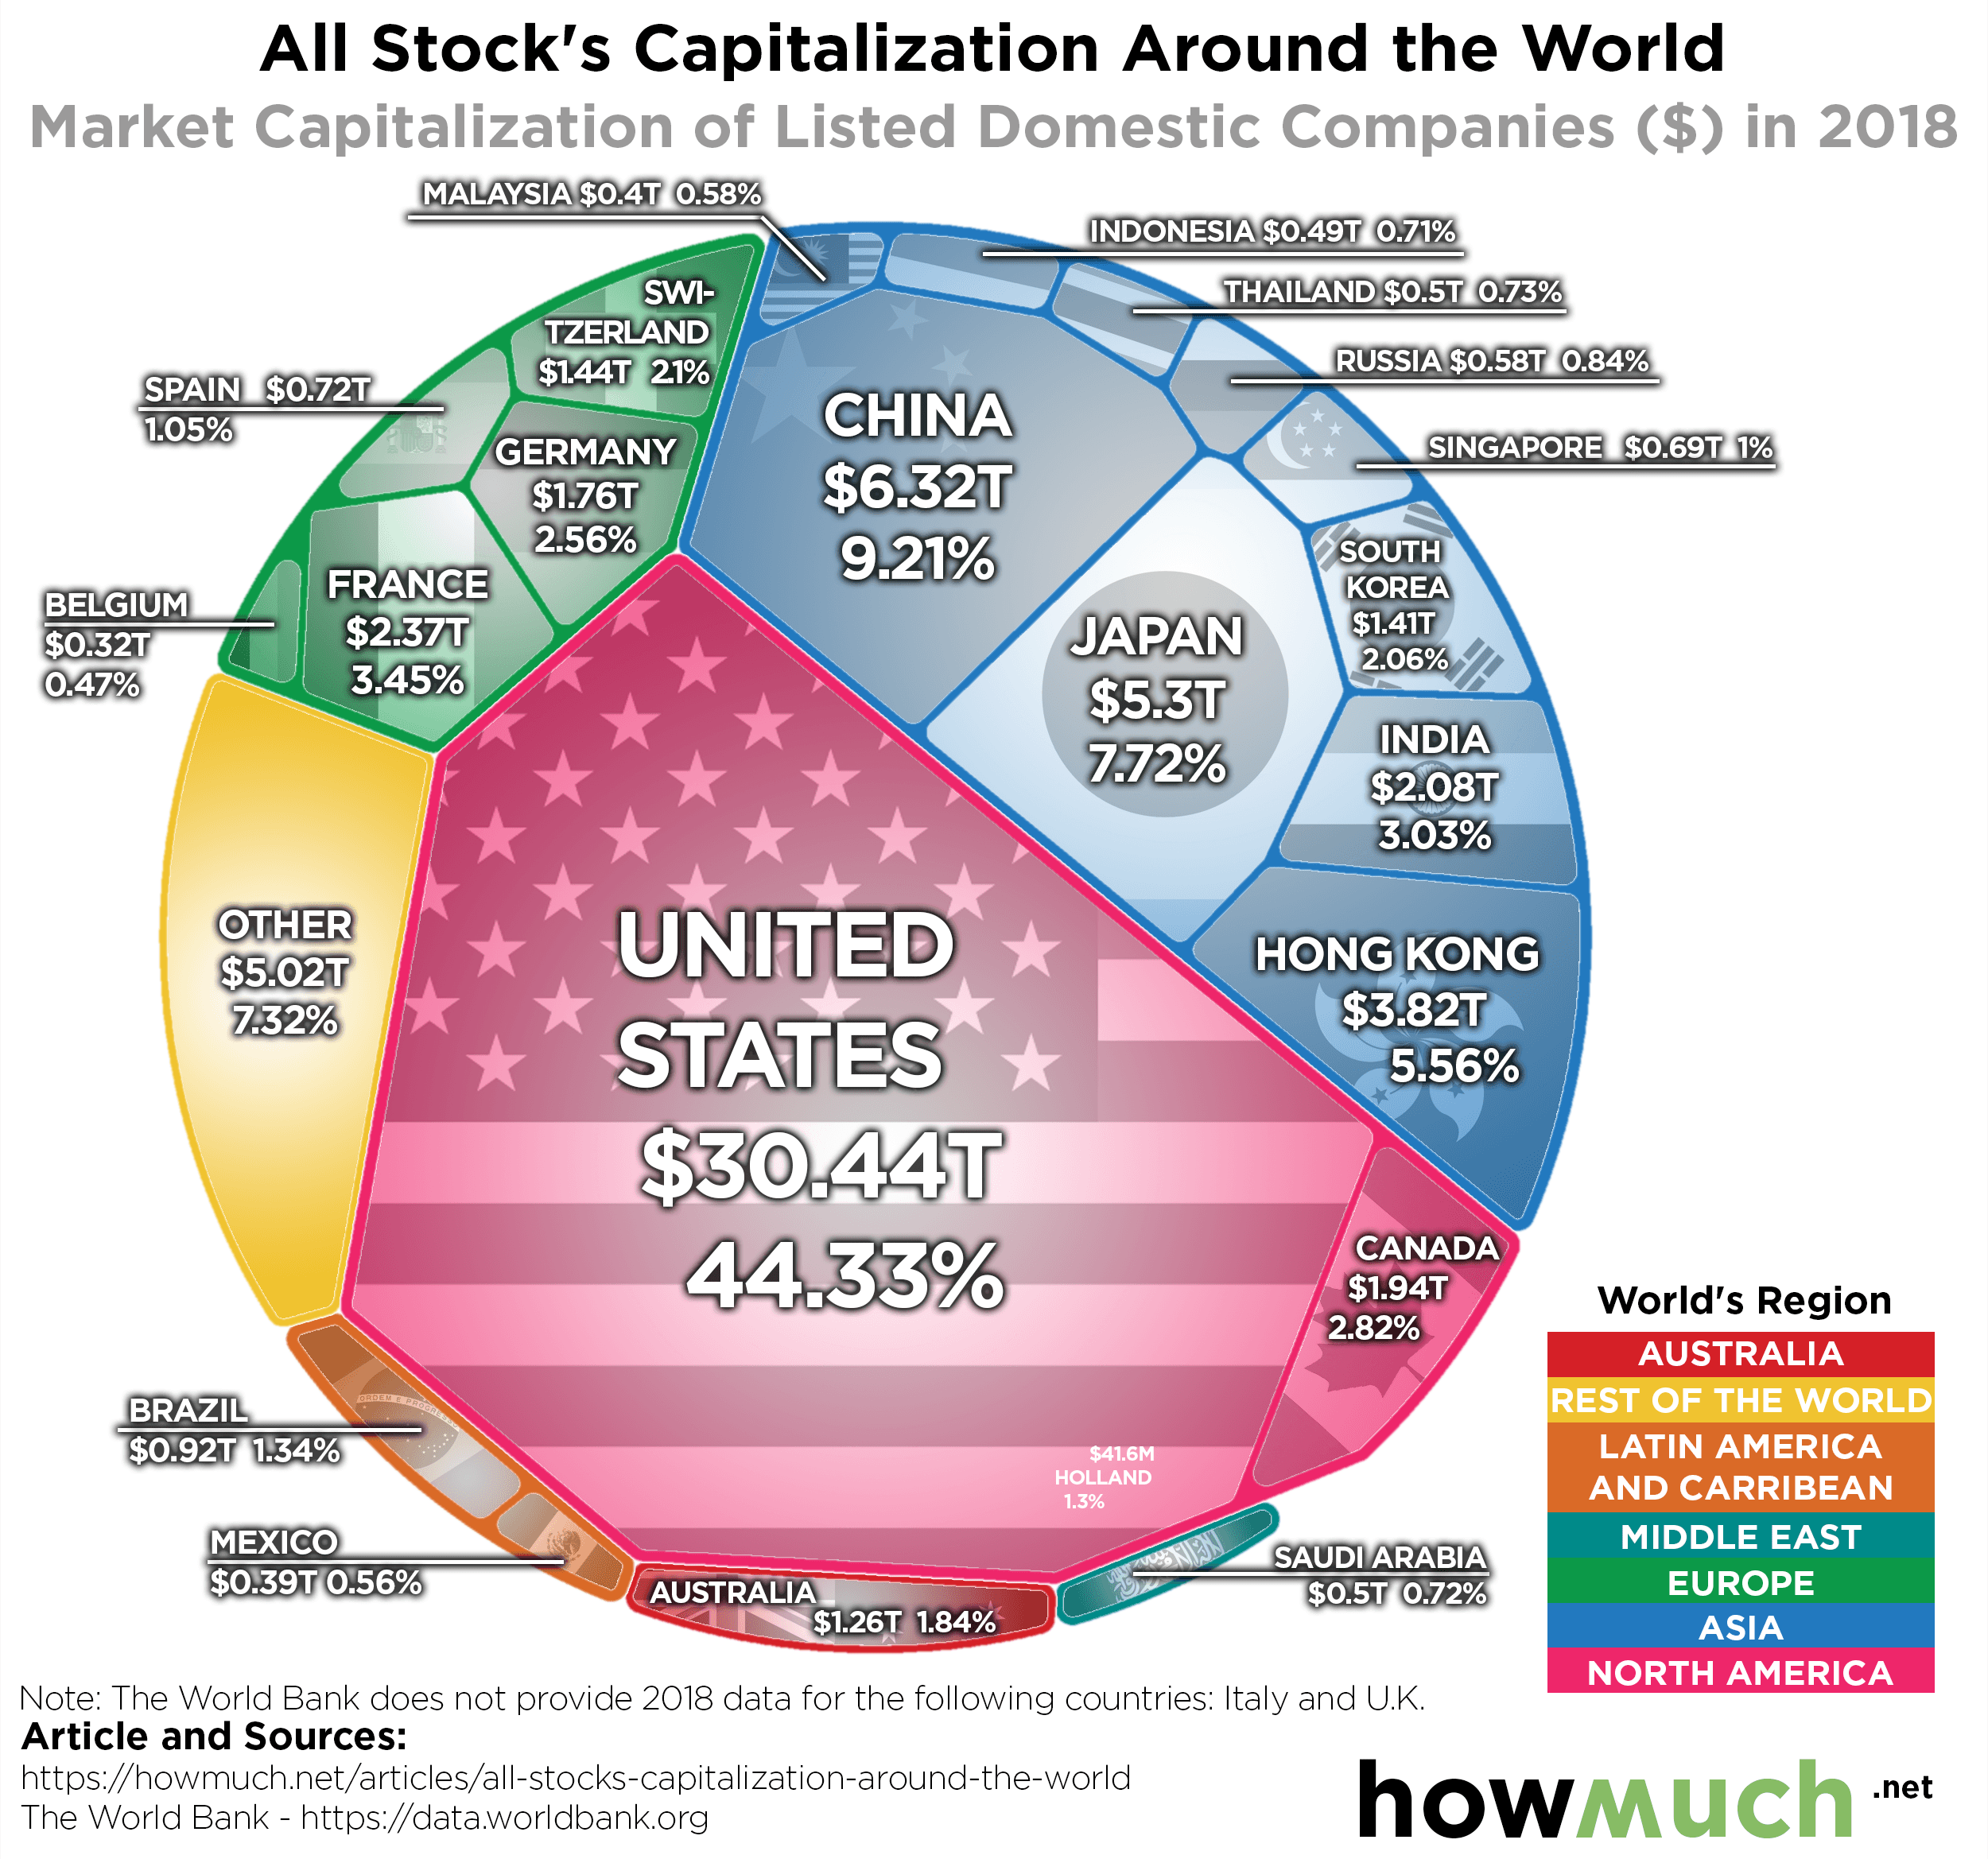 All Stock's Capitalization Around the World
Market Capitalization of Listed Domestic Companies ($) in 2018
MALAYSIA $0.4T 0.58%
INDONESIA $0.49T 0.71%
THAILAND $0.5T 0.73%
RUSSIA $0.58T 0.84%
SINGAPORE $0.69T 1%
SWI-
TZERLAND
$1.44T 2.1%
SPAIN $0.72T
1.05%
GERMANY
$1.76T
2.56%
CHINA
$6.32T
9.21%
SOUTH
KOREA
$1.41T
2.06%
BELGIUM
$0.32T
0.47%
FRANCE
$2.37T
3.45%
JAPAN
$5.3T
7.72%
INDIA
$2.08T
3.03%
OTHER
$5.02T
7.32%
UNITED
STATES
$30.44T
44.33%
HONG KONG
$3.82T
5.56%
CANADA
$1.94T
2.82%
BRAZIL
$0.92T 1.34%
ORDEM E PROGRES
$41.6M
HOLLAND
1.3%
MEXICO
$0.39T 0.56%
AUSTRALIA
$1.26T 1.84%
SAUDI ARABIA
$0.5T 0.72%
World's Region
AUSTRALIA
REST OF THE WORLD
LATIN AMERICA
AND CARRIBEAN
MIDDLE EAST
EUROPE
ASIA
NORTH AMERICA
Note: The World Bank does not provide 2018 data for the following countries: Italy and U.K.
Article and Sources:
https://howmuch.net/articles/all-stocks-capitalization-around-the-world
The World Bank - https://data.worldbank.org
howmuch.net